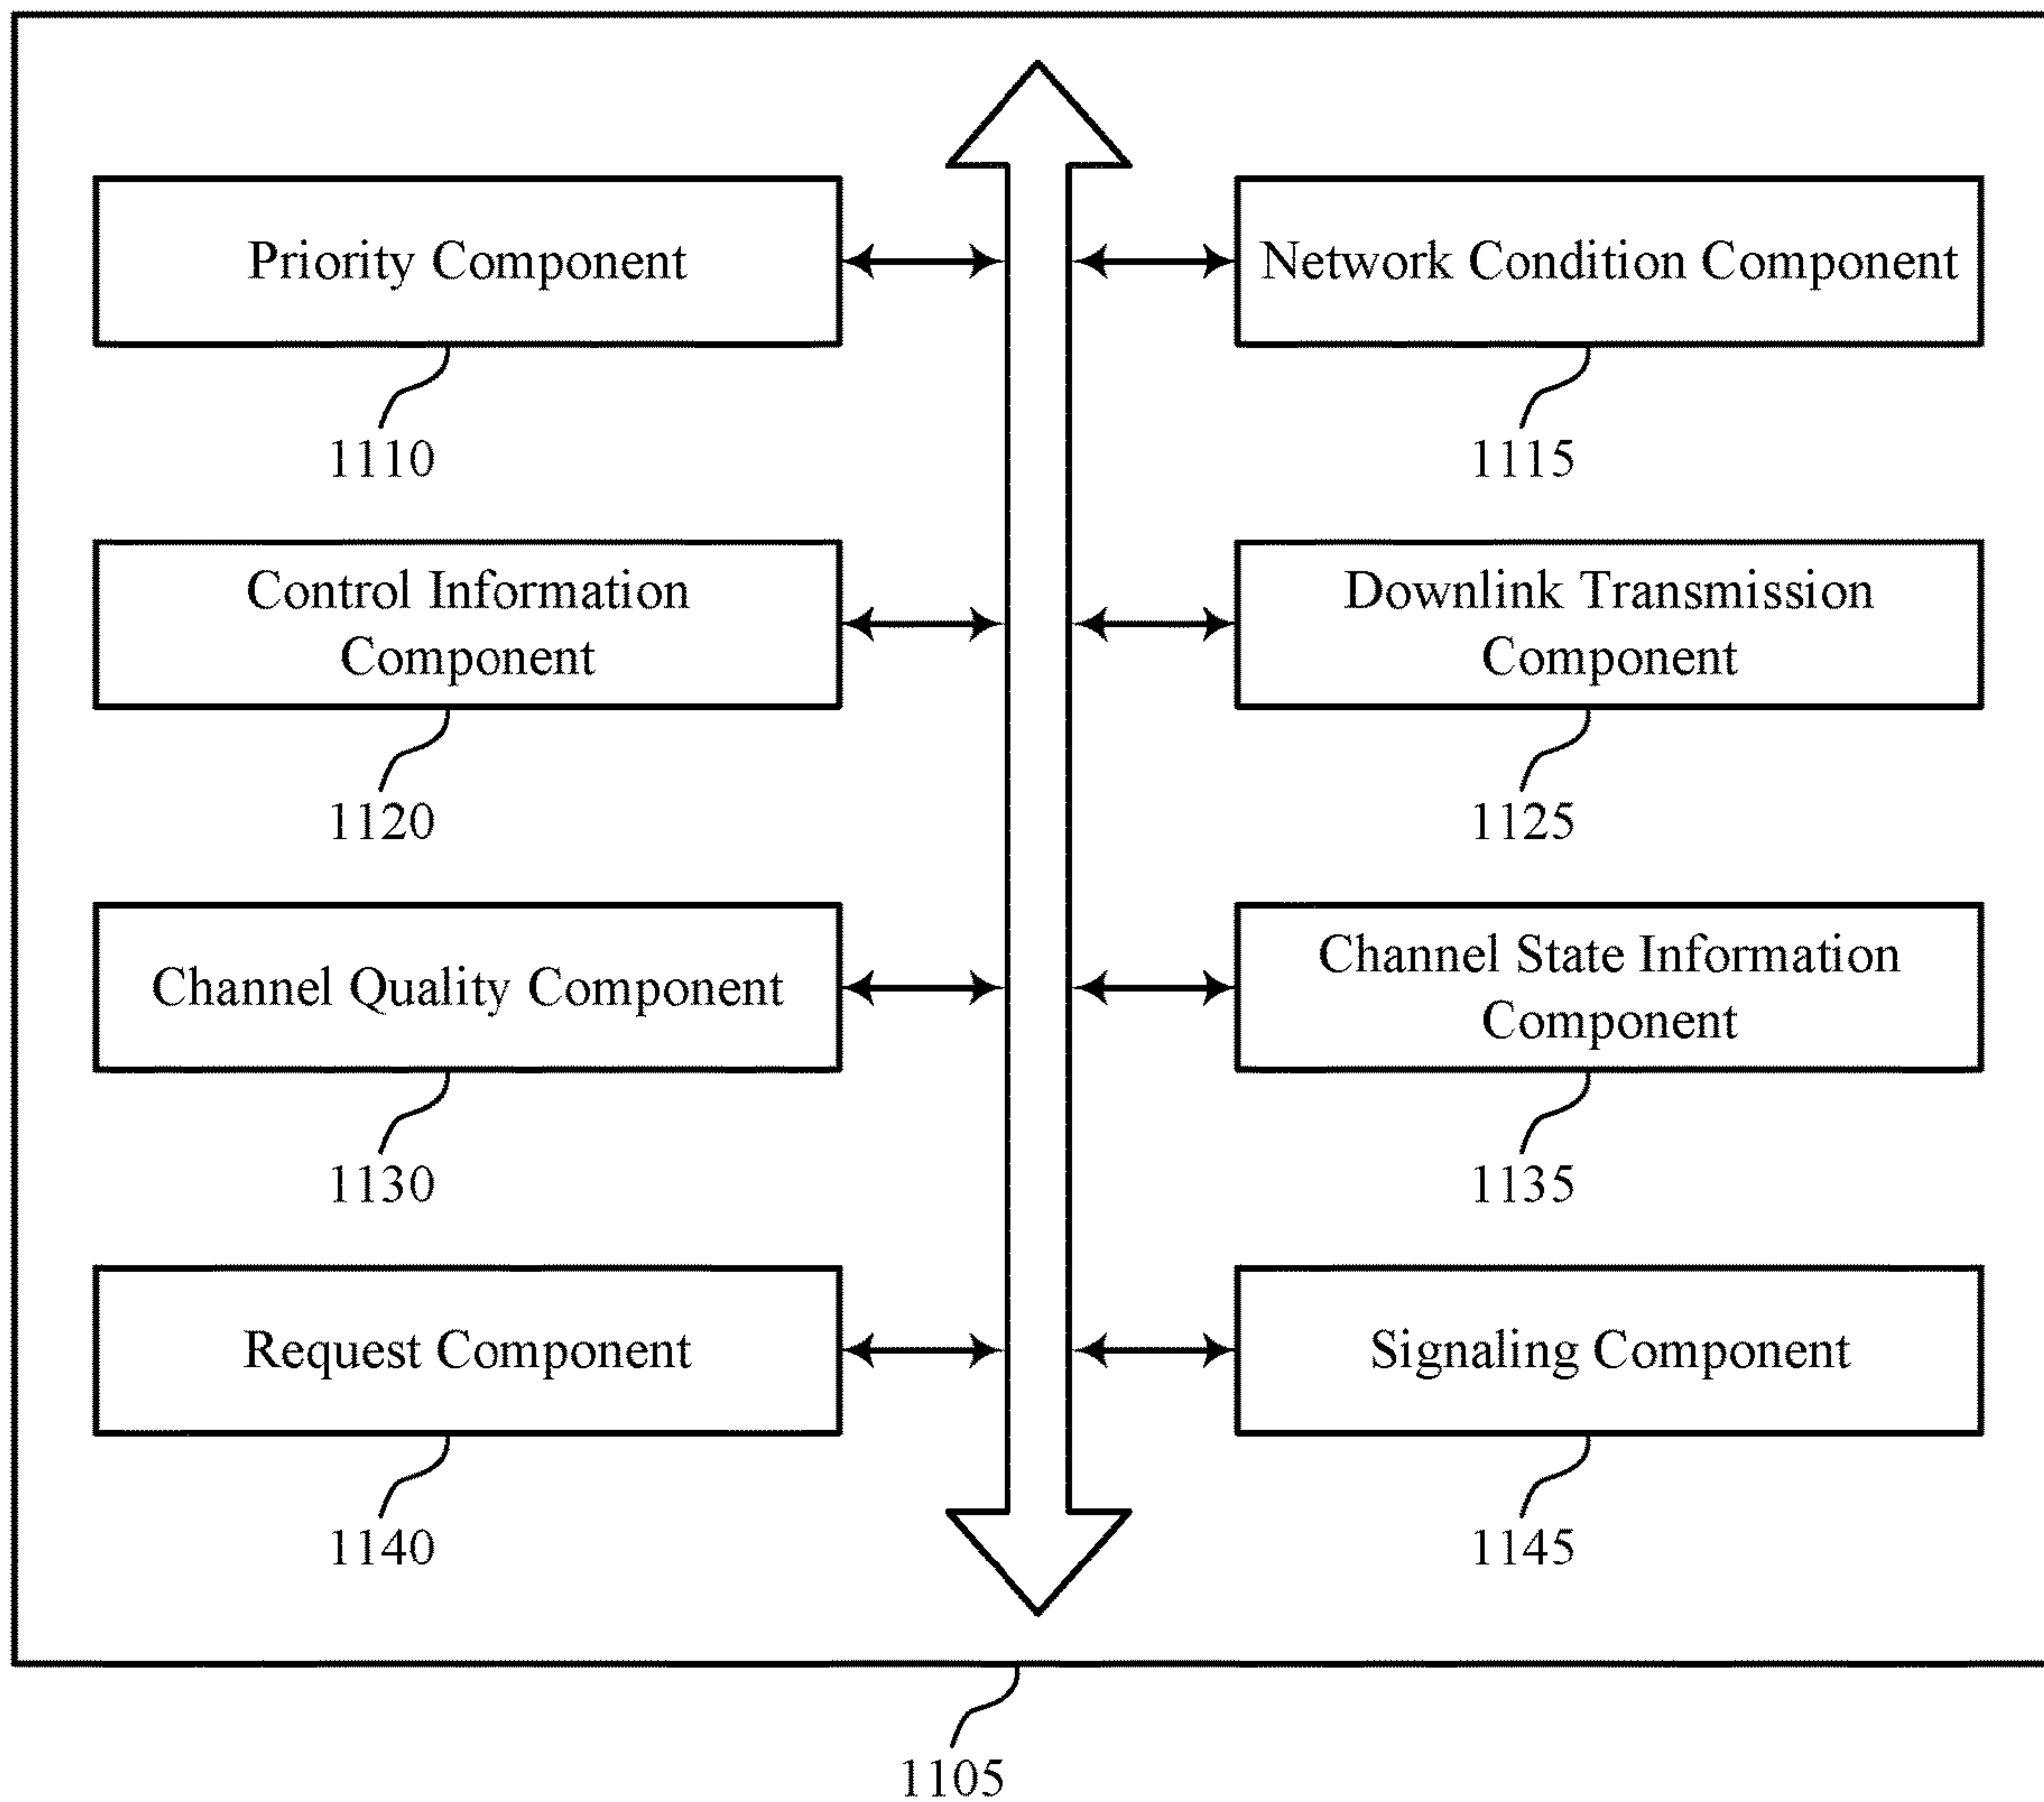 Priority Component
Network Condition Component
1110
1115
Control Information
Component
Downlink Transmission
Component
1120
1125
Channel Quality Component
Channel State Information
Component
1130
1135
Request Component
Signaling Component
1140
1145
1105